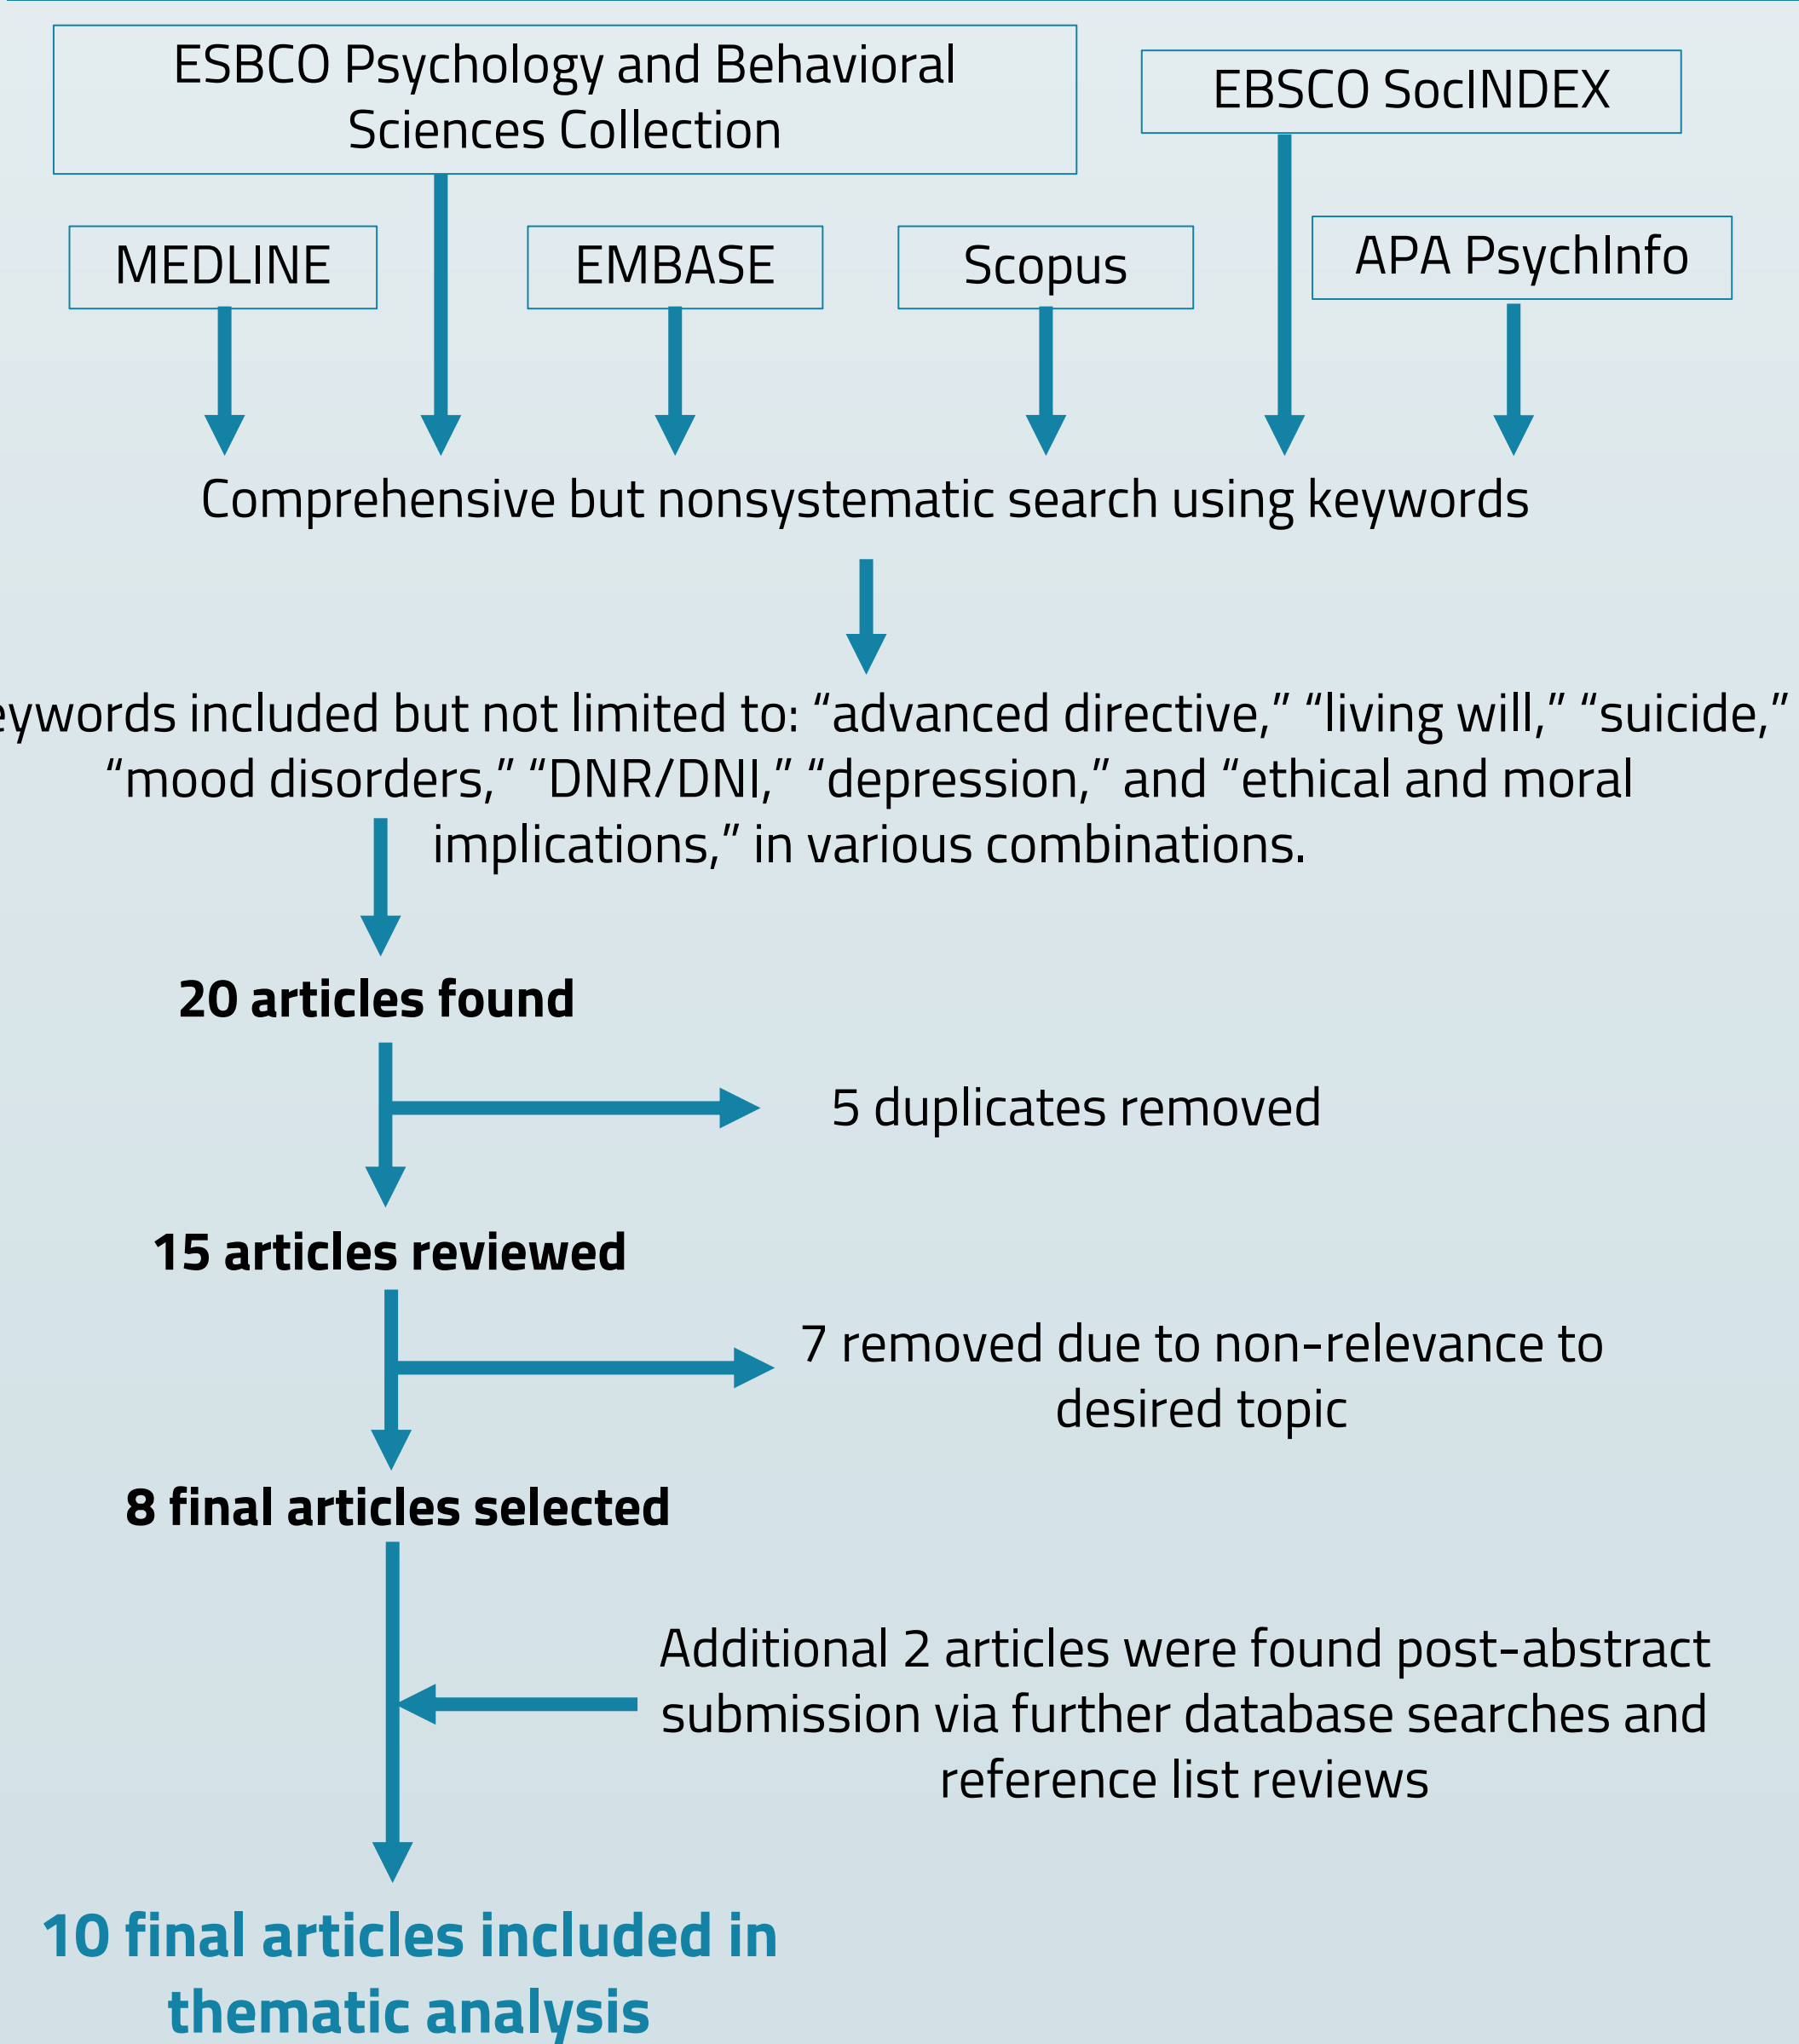 ESBCO Psychology and Behavioral
Sciences Collection
EBSCO SocINDEX
MEDLINE
EMBASE
Scopus
APA PsychInfo
Comprehensive but nonsystematic search using keywords
eywords included but not limited to: “advanced directive,” “living will,” “suicide,”
“mood disorders,” “DNR/DNI,” “depression,” and “ethical and moral
implications,” in various combinations.
20 articles found
5 duplicates removed
15 articles reviewed
7 removed due to non-relevance to
desired topic
8 final articles selected
Additional 2 articles were found post-abstract
submission via further database searches and
reference list reviews
10 final articles included in
thematic analysis